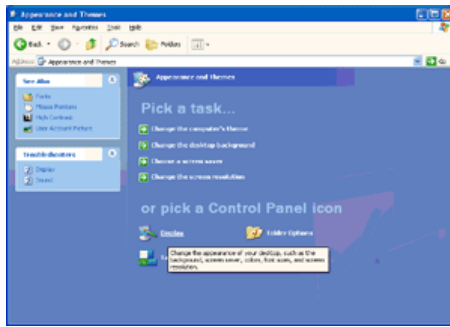 Appearance and Themes
File Edit View Favorites Tools Help
Back Search Folders
Address Appearance and Themes Go
See Also
Fonts
Mouse Pointers
High Contrast
User Account Picture
Troubleshooters
Display
Sound
Appearance and Themes
Pick a task...
Change the computer's theme
Change the desktop background
Choose a screen saver
Change the screen resolution
or pick a Control Panel icon
Display Folder Options
Change the appearance of your desktop, such as the
background, screen saver, colors, font sizes, and screen
resolution.